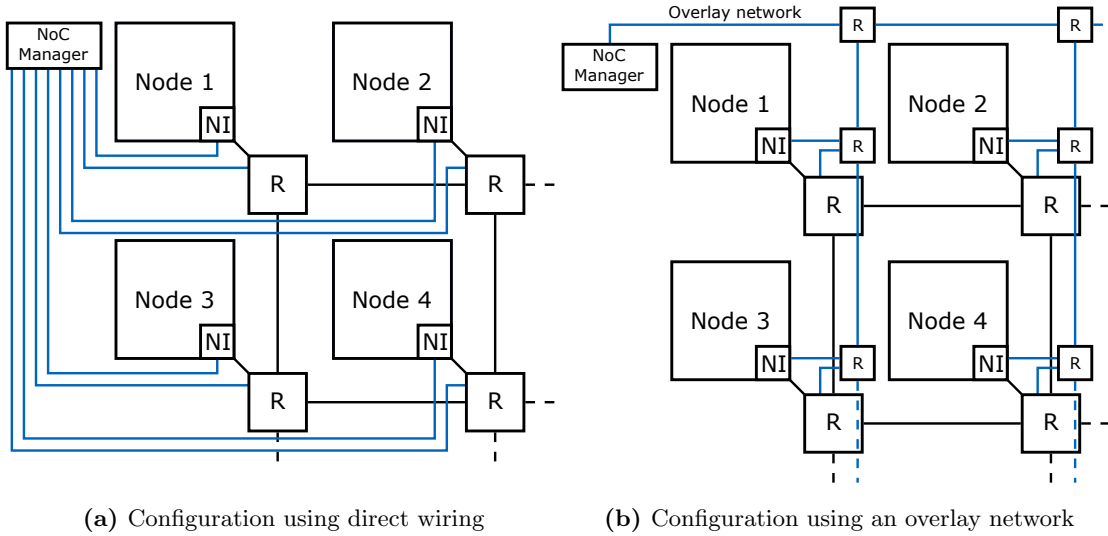 NoC
Manager
Node 1
NI
R
Node 2
NI
R
Node 3
NI
R
Node 4
NI
R
(a) Configuration using direct wiring
Overlay network
R
R
NoC
Manager
Node 1
NI
R
R
Node 2
NI
R
R
Node 3
NI
R
R
Node 4
NI
R
R
(b) Configuration using an overlay network